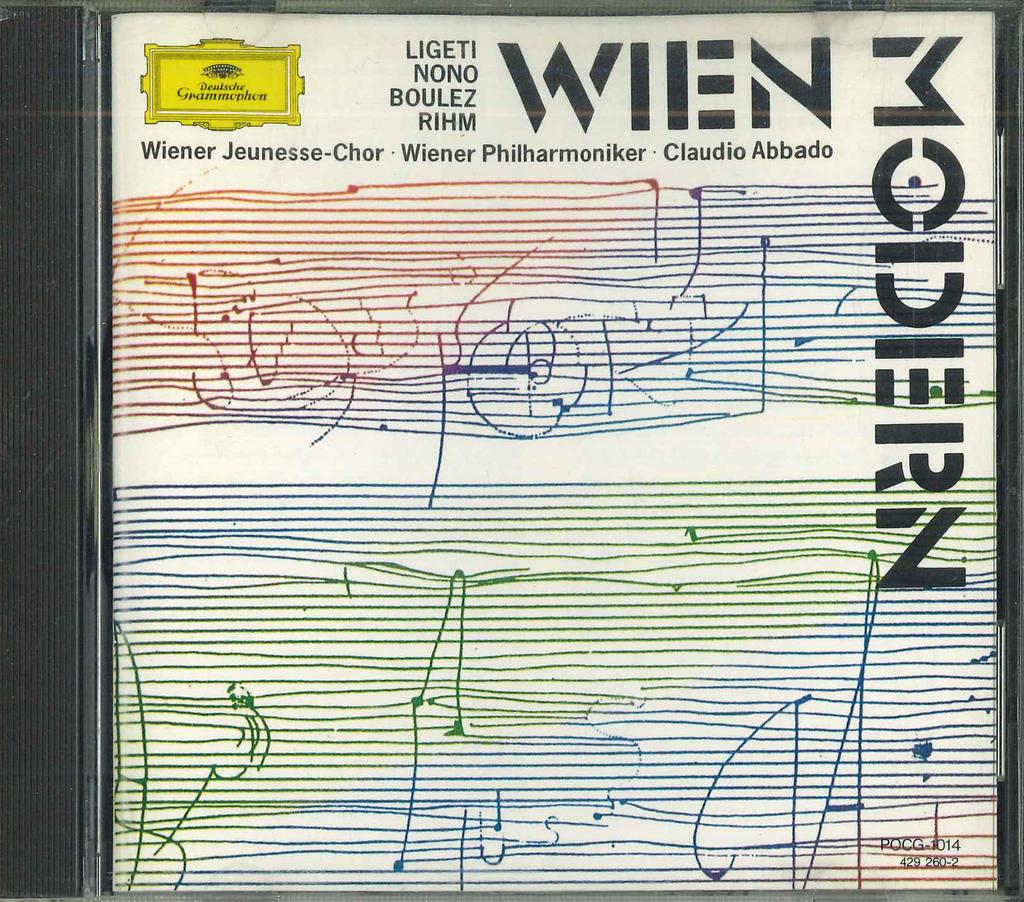 Deutsche
Grammophon
LIGETI
NONO
BOULEZ
RIHM
WIEN
MODERN
Wiener Jeunesse-Chor · Wiener Philharmoniker · Claudio Abbado
POCG-1014
429 260-2